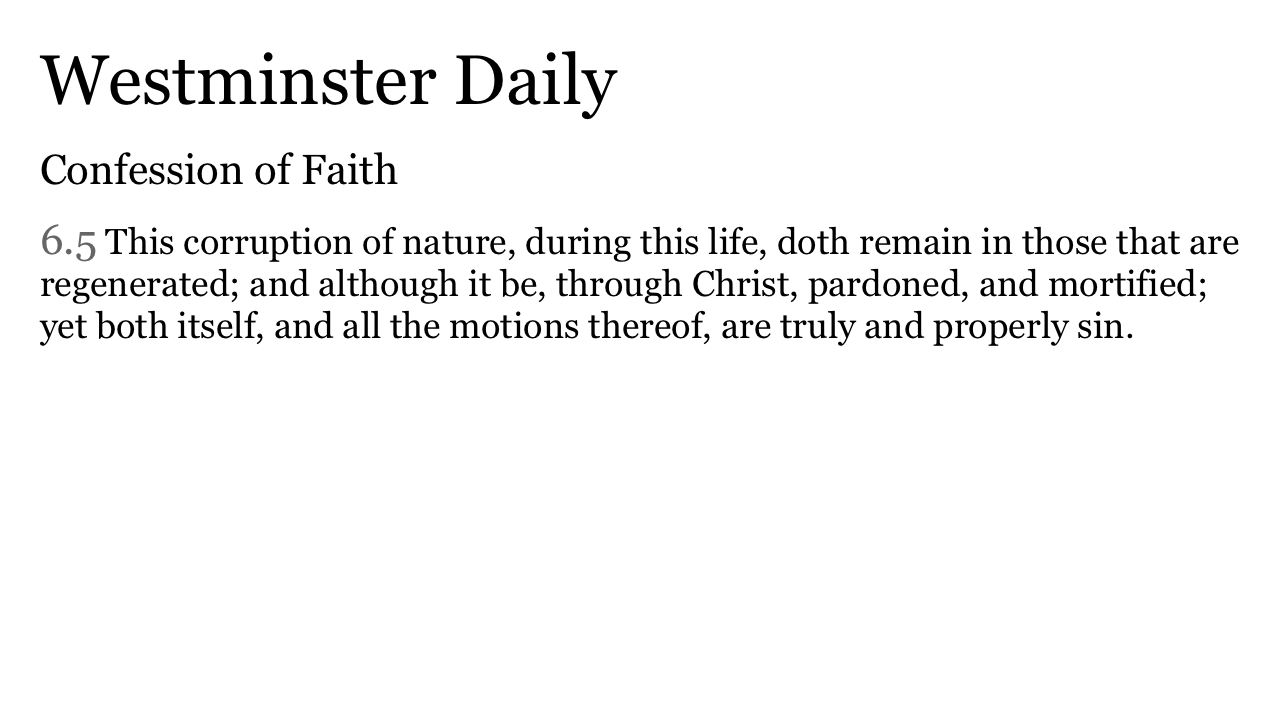 Westminster Daily
Confession of Faith
6.5 This corruption of nature, during this life, doth remain in those that are
regenerated; and although it be, through Christ, pardoned, and mortified;
yet both itself, and all the motions thereof, are truly and properly sin.